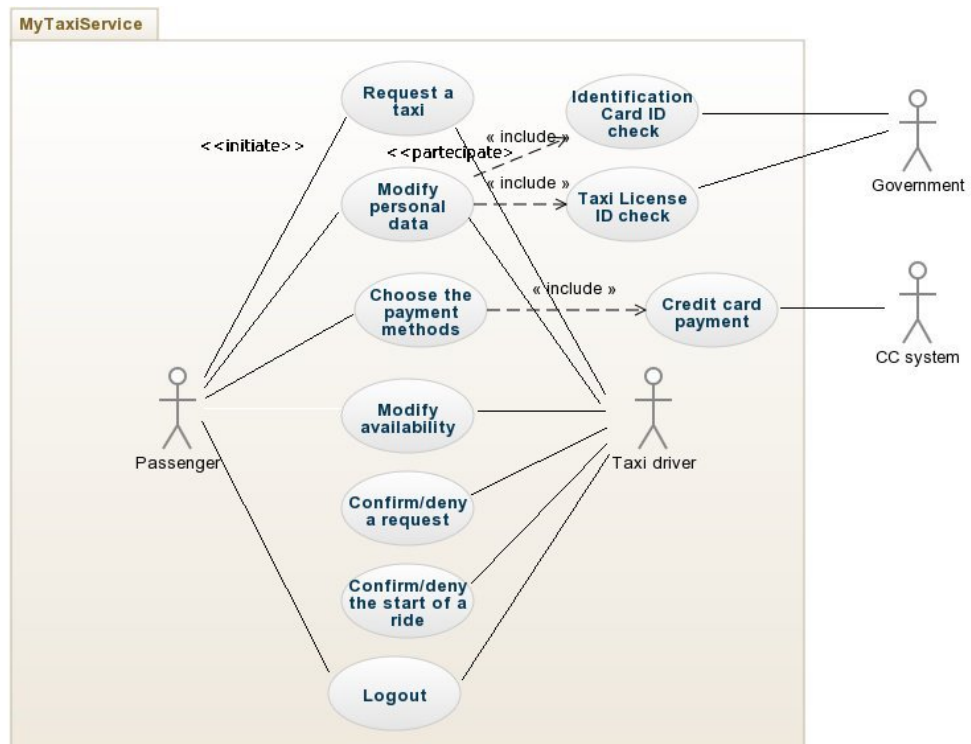 MyTaxiService
Request a
taxi
Identification
Card ID
check
<<initiate>>
<<partecipate>
« include »
« include »
Government
Modify
personal
data
Taxi License
ID check
Choose the
payment
methods
« include »
Credit card
payment
CC system
Modify
availability
Passenger
Taxi driver
Confirm/deny
a request
Confirm/deny
the start of a
ride
Logout